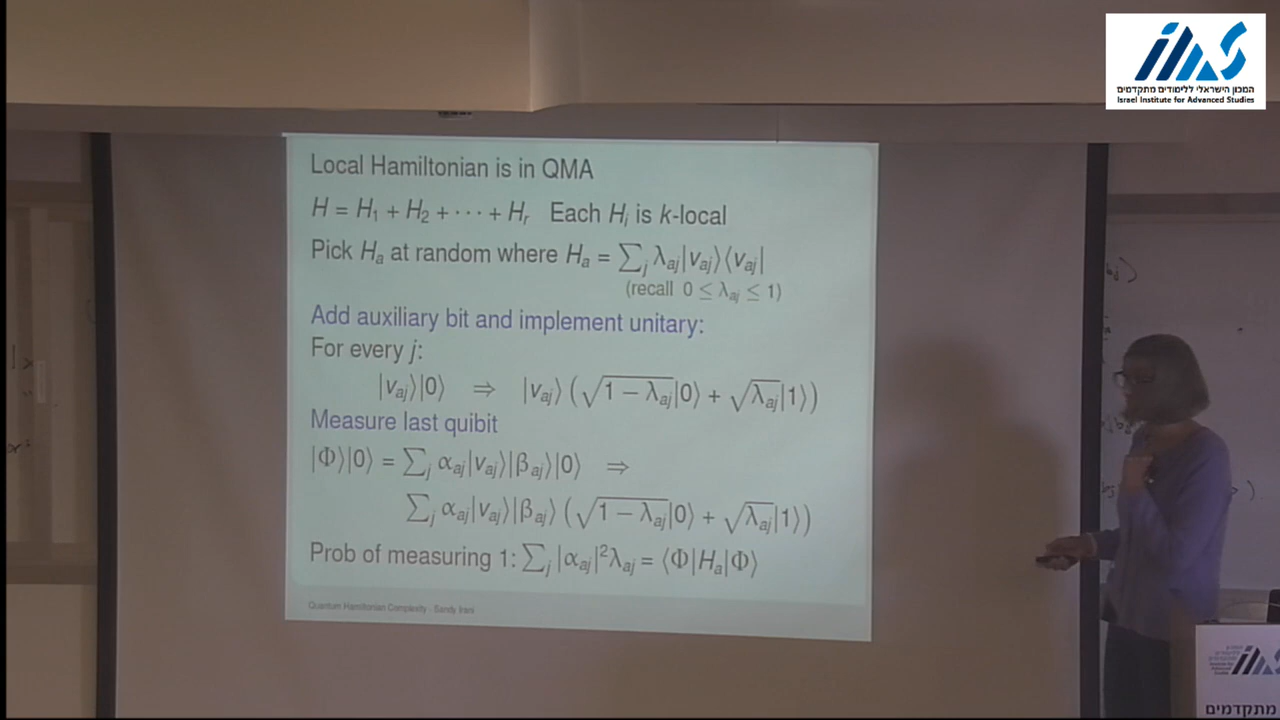 המכון הישראלי ללימודים מתקדמים
Israel Institute for Advanced Studies
Local Hamiltonian is in QMA
H = H₁ + H₂ + ⋯ + Hᵣ Each Hᵢ is k-local
Pick Hₐ at random where Hₐ = ∑ⱼ λₐⱼ|vₐⱼ⟩⟨vₐⱼ|
(recall 0 ≤ λₐⱼ ≤ 1)
Add auxiliary bit and implement unitary:
For every j:
|vₐⱼ⟩|0⟩ ⇒ |vₐⱼ⟩(√(1 − λₐⱼ)|0⟩ + √λₐⱼ|1⟩)
Measure last quibit
|Φ⟩|0⟩ = ∑ⱼ αₐⱼ|vₐⱼ⟩|βₐⱼ⟩|0⟩ ⇒
∑ⱼ αₐⱼ|vₐⱼ⟩|βₐⱼ⟩(√(1 − λₐⱼ)|0⟩ + √λₐⱼ|1⟩)
Prob of measuring 1: ∑ⱼ |αₐⱼ|²λₐⱼ = ⟨Φ|Hₐ|Φ⟩
Quantum Hamiltonian Complexity - Sandy Irani
מתקדמים